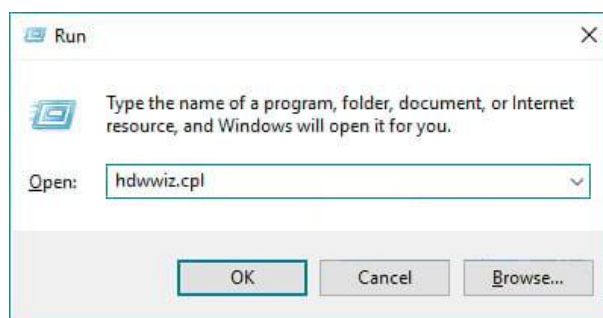 Run
Type the name of a program, folder, document, or Internet
resource, and Windows will open it for you.
Open: hdwwiz.cpl
OK Cancel Browse...